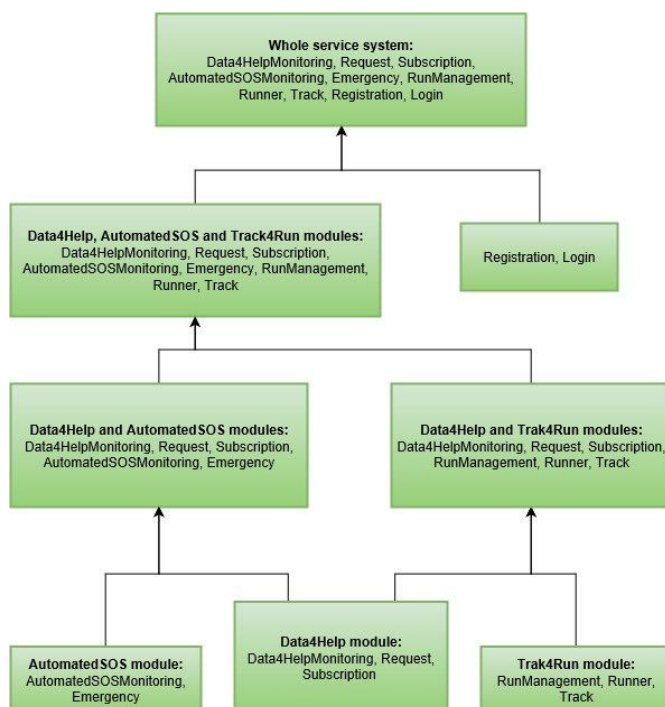 Whole service system:
Data4HelpMonitoring, Request, Subscription,
AutomatedSOSMonitoring, Emergency, RunManagement,
Runner, Track, Registration, Login
Data4Help, AutomatedSOS and Track4Run modules:
Data4HelpMonitoring, Request, Subscription,
AutomatedSOSMonitoring, Emergency, RunManagement,
Runner, Track
Registration, Login
Data4Help and AutomatedSOS modules:
Data4HelpMonitoring, Request, Subscription,
AutomatedSOSMonitoring, Emergency
Data4Help and Trak4Run modules:
Data4HelpMonitoring, Request, Subscription,
RunManagement, Runner, Track
AutomatedSOS module:
AutomatedSOSMonitoring,
Emergency
Data4Help module:
Data4HelpMonitoring, Request,
Subscription
Trak4Run module:
RunManagement, Runner,
Track